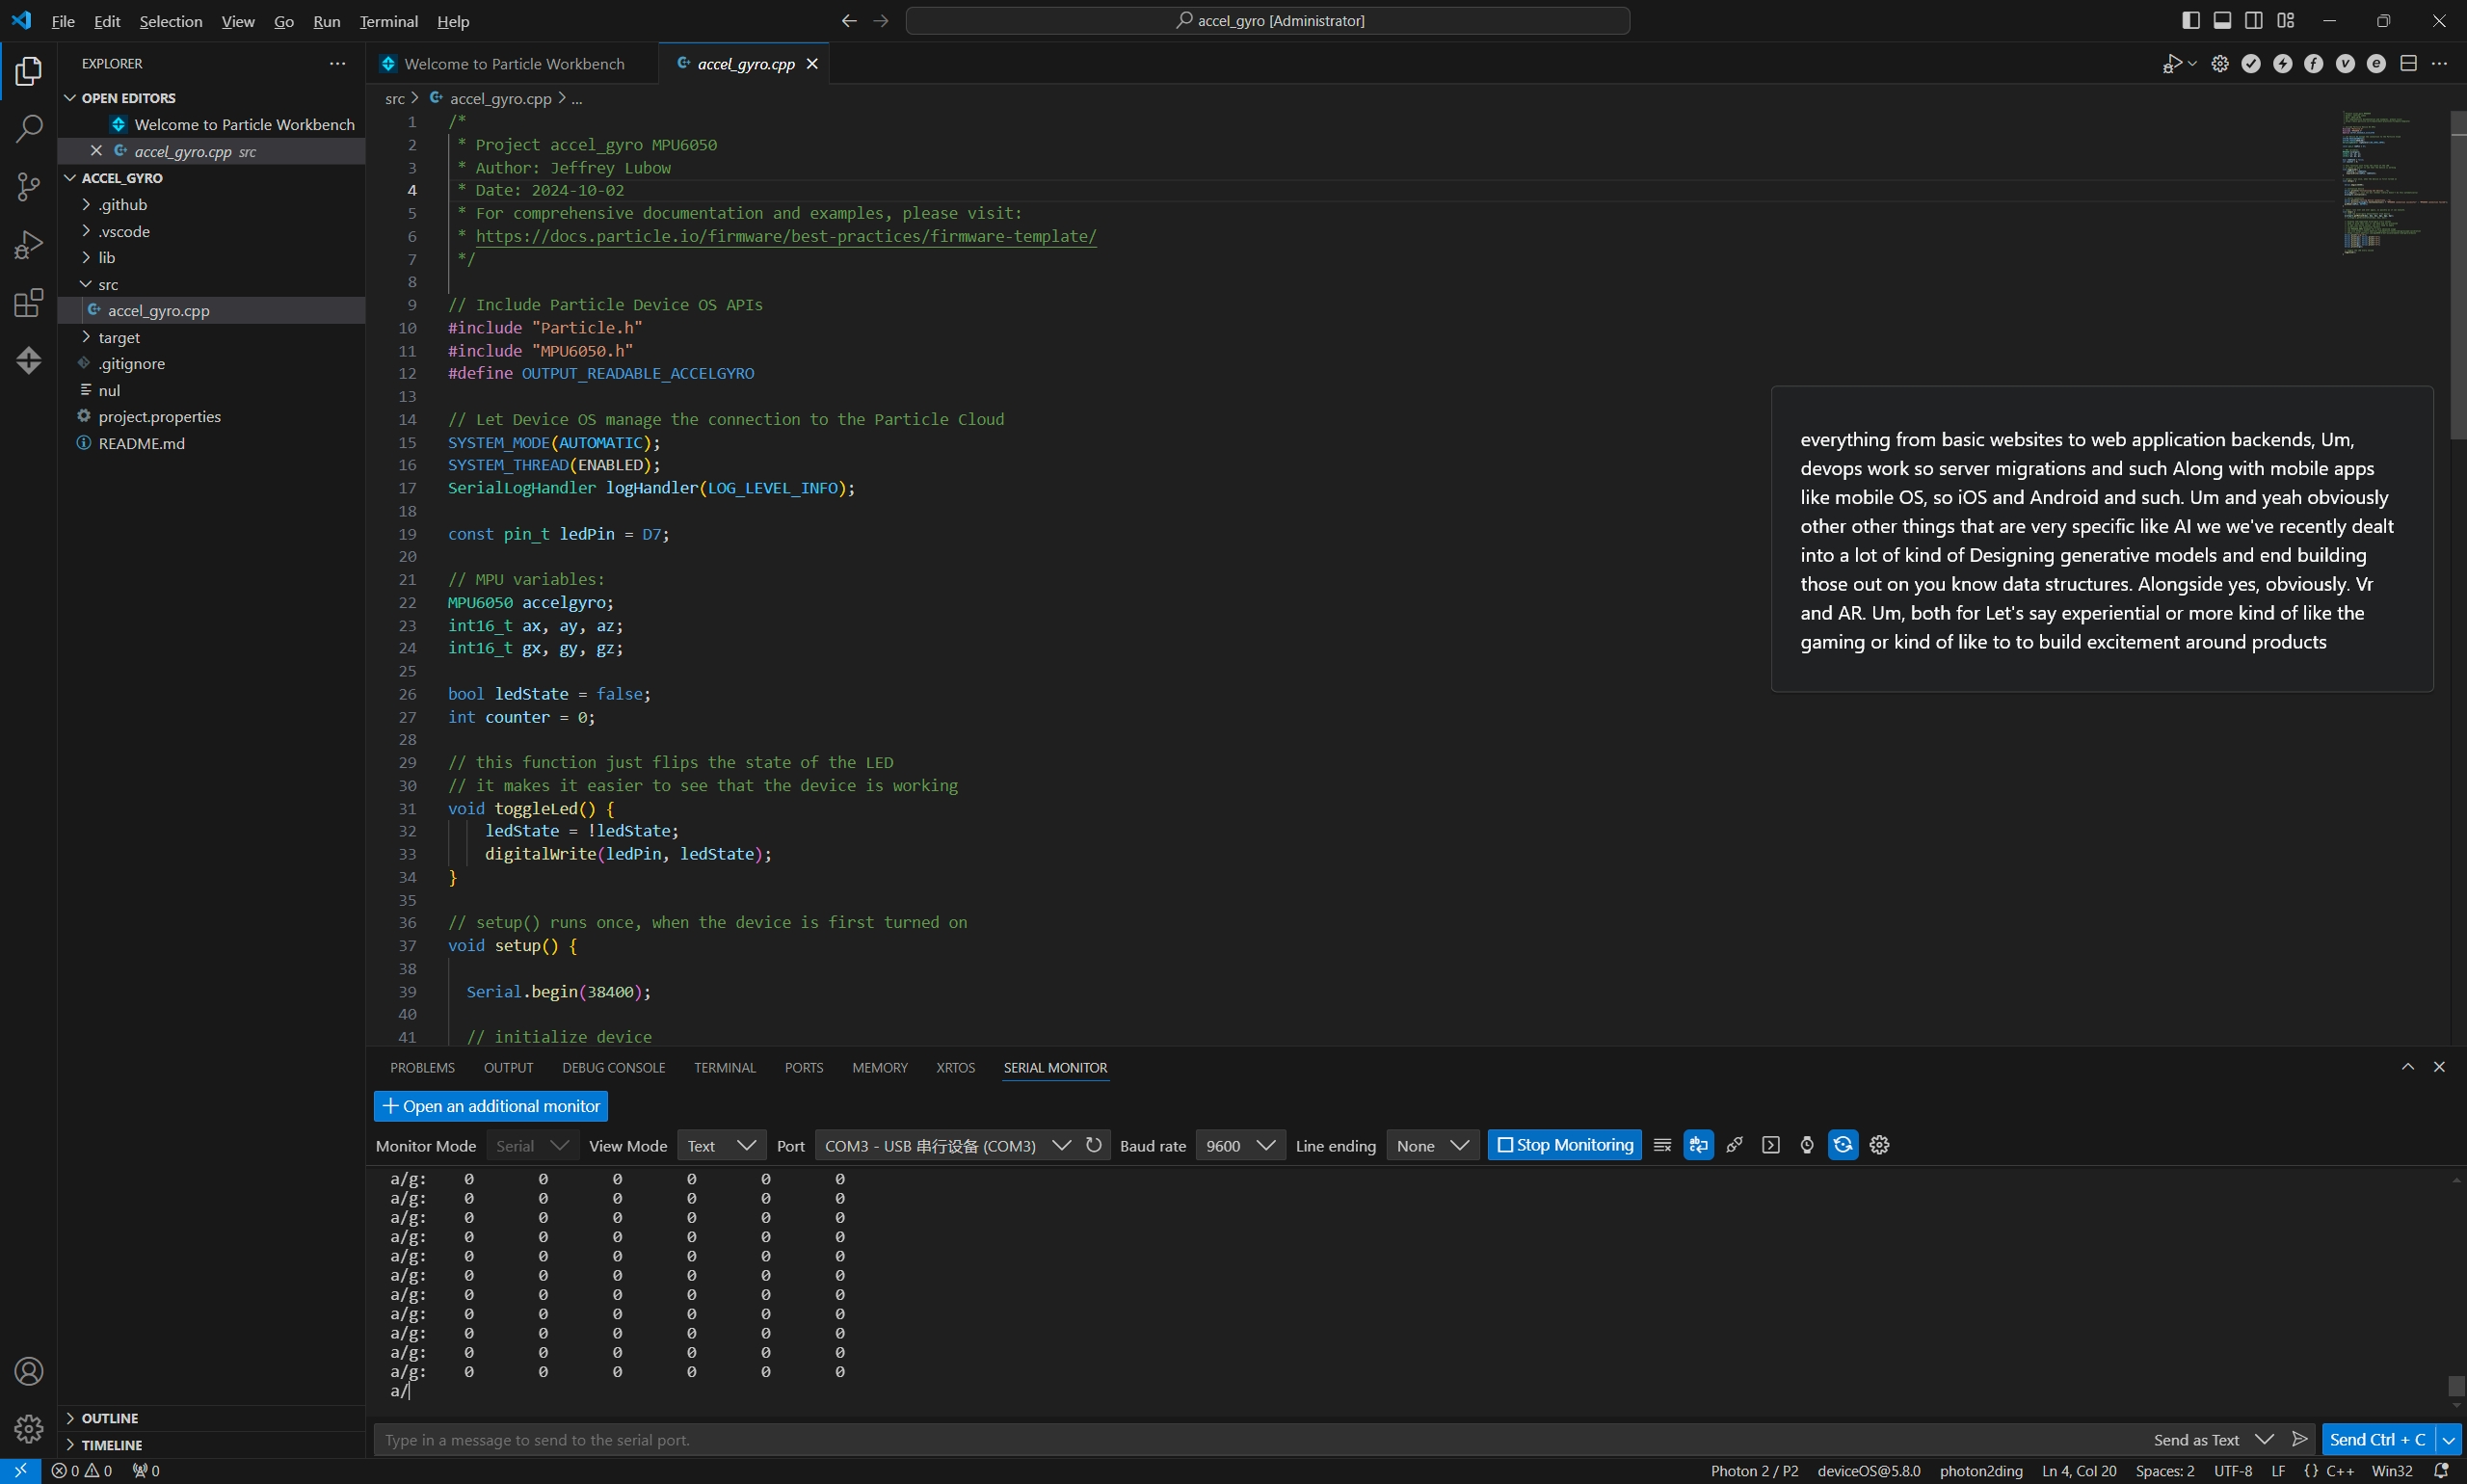 File Edit Selection View Go Run Terminal Help
accel_gyro [Administrator]
EXPLORER
OPEN EDITORS
Welcome to Particle Workbench
accel_gyro.cpp src
ACCEL_GYRO
.github
.vscode
lib
src
accel_gyro.cpp
target
.gitignore
nul
project.properties
README.md
OUTLINE
TIMELINE
Welcome to Particle Workbench
accel_gyro.cpp
src > accel_gyro.cpp > ...
1 /*
2 * Project accel_gyro MPU6050
3 * Author: Jeffrey Lubow
4 * Date: 2024-10-02
5 * For comprehensive documentation and examples, please visit:
6 * https://docs.particle.io/firmware/best-practices/firmware-template/
7 */
8
9 // Include Particle Device OS APIs
10 #include "Particle.h"
11 #include "MPU6050.h"
12 #define OUTPUT_READABLE_ACCELGYRO
13
14 // Let Device OS manage the connection to the Particle Cloud
15 SYSTEM_MODE(AUTOMATIC);
16 SYSTEM_THREAD(ENABLED);
17 SerialLogHandler logHandler(LOG_LEVEL_INFO);
18
19 const pin_t ledPin = D7;
20
21 // MPU variables:
22 MPU6050 accelgyro;
23 int16_t ax, ay, az;
24 int16_t gx, gy, gz;
25
26 bool ledState = false;
27 int counter = 0;
28
29 // this function just flips the state of the LED
30 // it makes it easier to see that the device is working
31 void toggleLed() {
32 ledState = !ledState;
33 digitalWrite(ledPin, ledState);
34 }
35
36 // setup() runs once, when the device is first turned on
37 void setup() {
38
39 Serial.begin(38400);
40
41 // initialize device
everything from basic websites to web application backends, Um,
devops work so server migrations and such Along with mobile apps
like mobile OS, so iOS and Android and such. Um and yeah obviously
other other things that are very specific like AI we we've recently dealt
into a lot of kind of Designing generative models and end building
those out on you know data structures. Alongside yes, obviously. Vr
and AR. Um, both for Let's say experiential or more kind of like the
gaming or kind of like to to build excitement around products
PROBLEMS OUTPUT DEBUG CONSOLE TERMINAL PORTS MEMORY XRTOS SERIAL MONITOR
Open an additional monitor
Monitor Mode Serial View Mode Text Port COM3 - USB 串行设备 (COM3) Baud rate 9600 Line ending None Stop Monitoring
a/g: 0 0 0 0 0 0
a/g: 0 0 0 0 0 0
a/g: 0 0 0 0 0 0
a/g: 0 0 0 0 0 0
a/g: 0 0 0 0 0 0
a/g: 0 0 0 0 0 0
a/g: 0 0 0 0 0 0
a/g: 0 0 0 0 0 0
a/g: 0 0 0 0 0 0
a/g: 0 0 0 0 0 0
a/g: 0 0 0 0 0 0
a/
Type in a message to send to the serial port. Send as Text Send Ctrl + C
0 0 0 Photon 2 / P2 deviceOS@5.8.0 photon2ding Ln 4, Col 20 Spaces: 2 UTF-8 LF {} C++ Win32